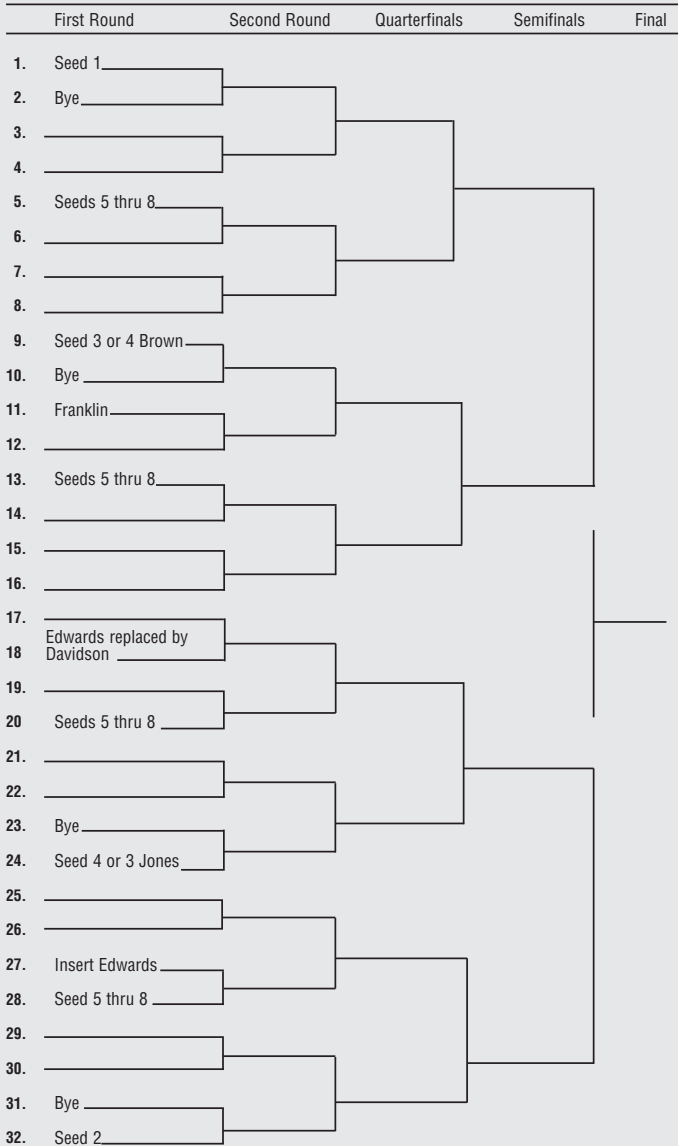 First Round Second Round Quarterfinals Semifinals Final
1. Seed 1
2. Bye
3.
4.
5. Seeds 5 thru 8
6.
7.
8.
9. Seed 3 or 4 Brown
10. Bye
11. Franklin
12.
13. Seeds 5 thru 8
14.
15.
16.
17.
18 Edwards replaced by
Davidson
19.
20 Seeds 5 thru 8
21.
22.
23. Bye
24. Seed 4 or 3 Jones
25.
26.
27. Insert Edwards
28. Seed 5 thru 8
29.
30.
31. Bye
32. Seed 2